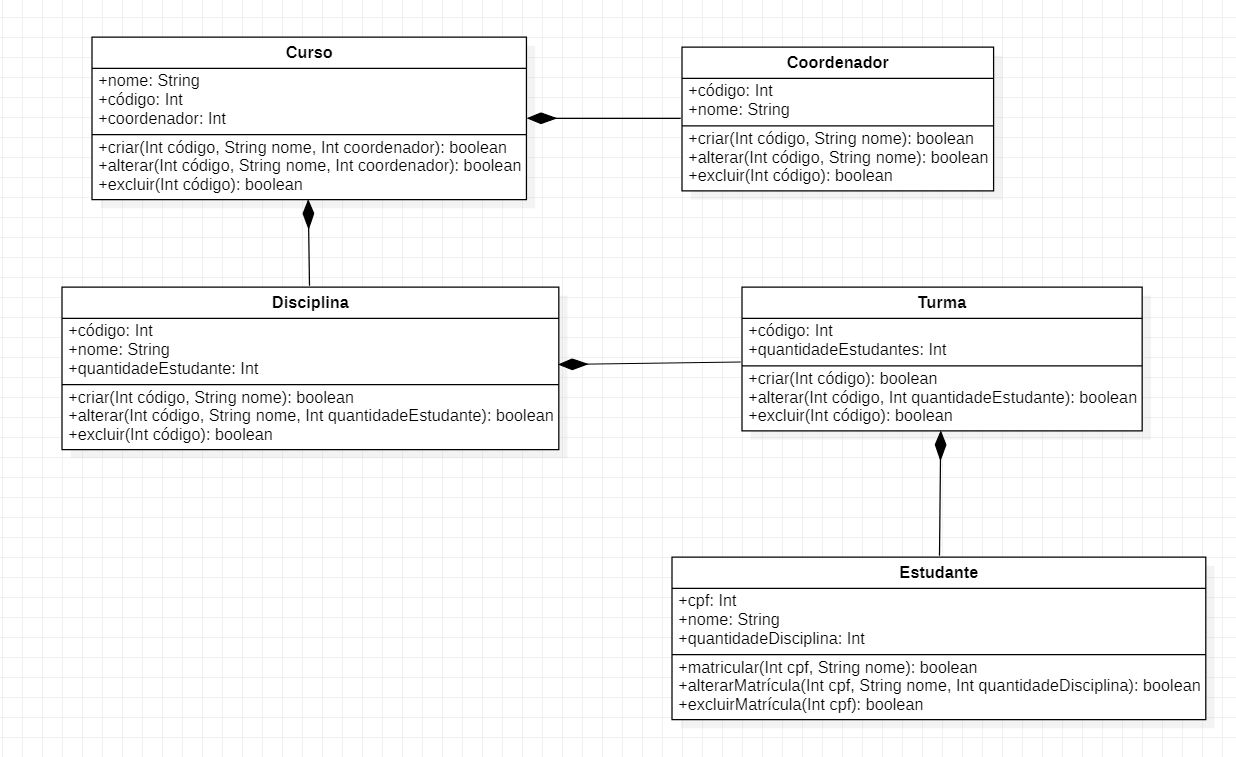 Curso
+nome: String
+código: Int
+coordenador: Int
+criar(Int código, String nome, Int coordenador): boolean
+alterar(Int código, String nome, Int coordenador): boolean
+excluir(Int código): boolean
Coordenador
+código: Int
+nome: String
+criar(Int código, String nome): boolean
+alterar(Int código, String nome): boolean
+excluir(Int código): boolean
Disciplina
+código: Int
+nome: String
+quantidadeEstudante: Int
+criar(Int código, String nome): boolean
+alterar(Int código, String nome, Int quantidadeEstudante): boolean
+excluir(Int código): boolean
Turma
+código: Int
+quantidadeEstudantes: Int
+criar(Int código): boolean
+alterar(Int código, Int quantidadeEstudante): boolean
+excluir(Int código): boolean
Estudante
+cpf: Int
+nome: String
+quantidadeDisciplina: Int
+matricular(Int cpf, String nome): boolean
+alterarMatrícula(Int cpf, String nome, Int quantidadeDisciplina): boolean
+excluirMatrícula(Int cpf): boolean